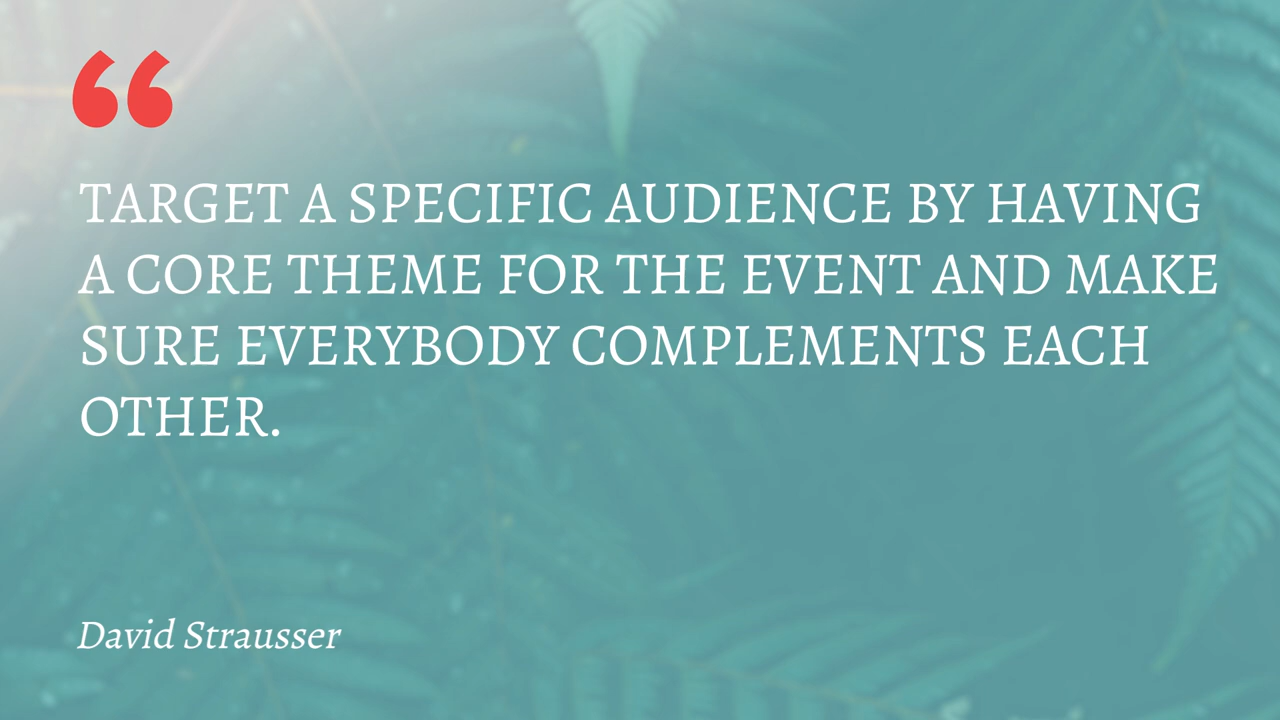 “
TARGET A SPECIFIC AUDIENCE BY HAVING
A CORE THEME FOR THE EVENT AND MAKE
SURE EVERYBODY COMPLEMENTS EACH
OTHER.
David Strausser